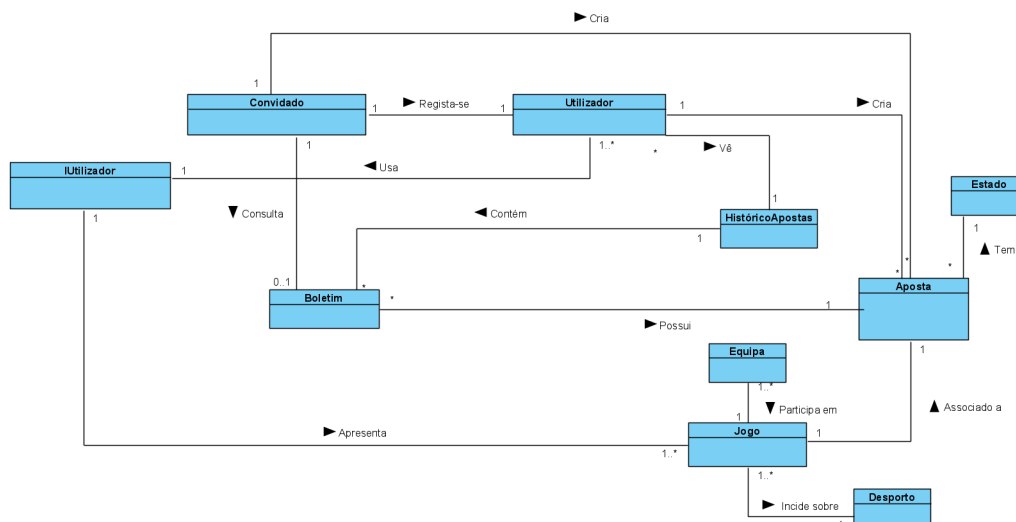 Cria
1
*
Convidado
1
Regista-se
1
Utilizador
1
Cria
1
1..*
*
Vê
IUtilizador
1
Usa
Estado
1
Consulta
Contém
1
HistóricoApostas
1
1
Tem
*
*
*
0..1
Boletim
*
*
Possui
1
Aposta
Equipa
1..*
1
Participa em
1
Associado a
Apresenta
1..*
Jogo
1
1..*
Incide sobre
Desporto